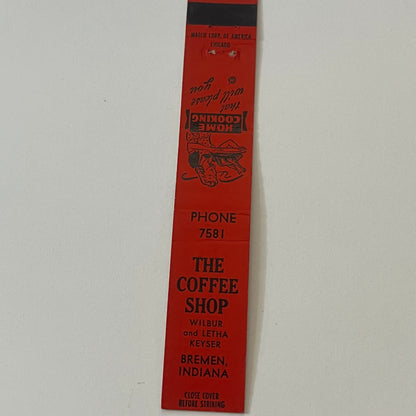 MATCH CORP. OF AMERICA
CHICAGO
HOME
COOKING
that
will please
you
PHONE
7581
THE
COFFEE
SHOP
WILBUR
and LETHA
KEYSER
BREMEN,
INDIANA
CLOSE COVER
BEFORE STRIKING